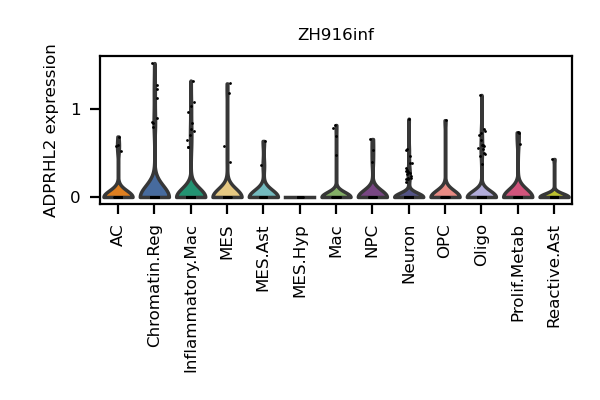 ZH916inf
ADPRHL2 expression
1
0
AC
Chromatin.Reg
Inflammatory.Mac
MES
MES.Ast
MES.Hyp
Mac
NPC
Neuron
OPC
Oligo
Prolif.Metab
Reactive.Ast